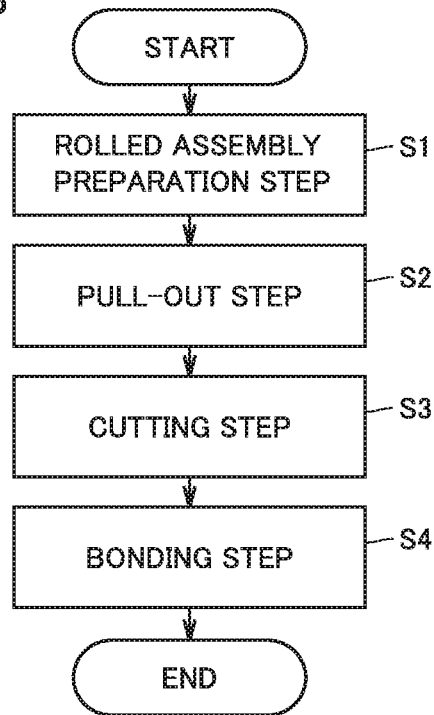 START
ROLLED ASSEMBLY
PREPARATION STEP
S1
PULL-OUT STEP
S2
CUTTING STEP
S3
BONDING STEP
S4
END